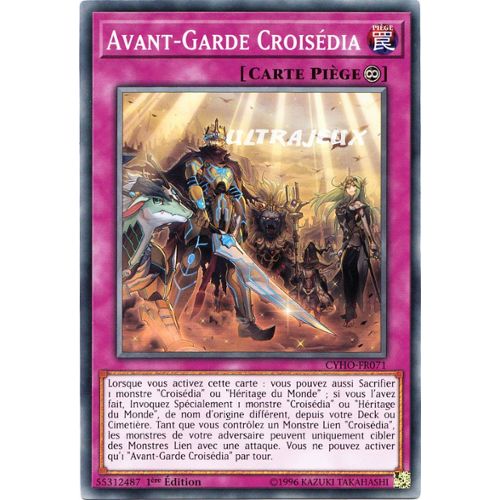 AVANT-GARDE CROISÉDIA
PIÈGE
罠
[CARTE PIÈGE]
ULTRAJEUX
CYHO-FR071
Lorsque vous activez cette carte : vous pouvez aussi Sacrifier
1 monstre "Croisédia" ou "Héritage du Monde" ; si vous l'avez
fait, Invoquez Spécialement 1 monstre "Croisédia" ou "Héritage
du Monde", de nom d'origine différent, depuis votre Deck ou
Cimetière. Tant que vous contrôlez un Monstre Lien "Croisédia",
les monstres de votre adversaire peuvent uniquement cibler
des Monstres Lien avec une attaque. Vous ne pouvez activer
qu'1 "Avant-Garde Croisédia" par tour.
55312487 1ère Édition ©1996 KAZUKI TAKAHASHI